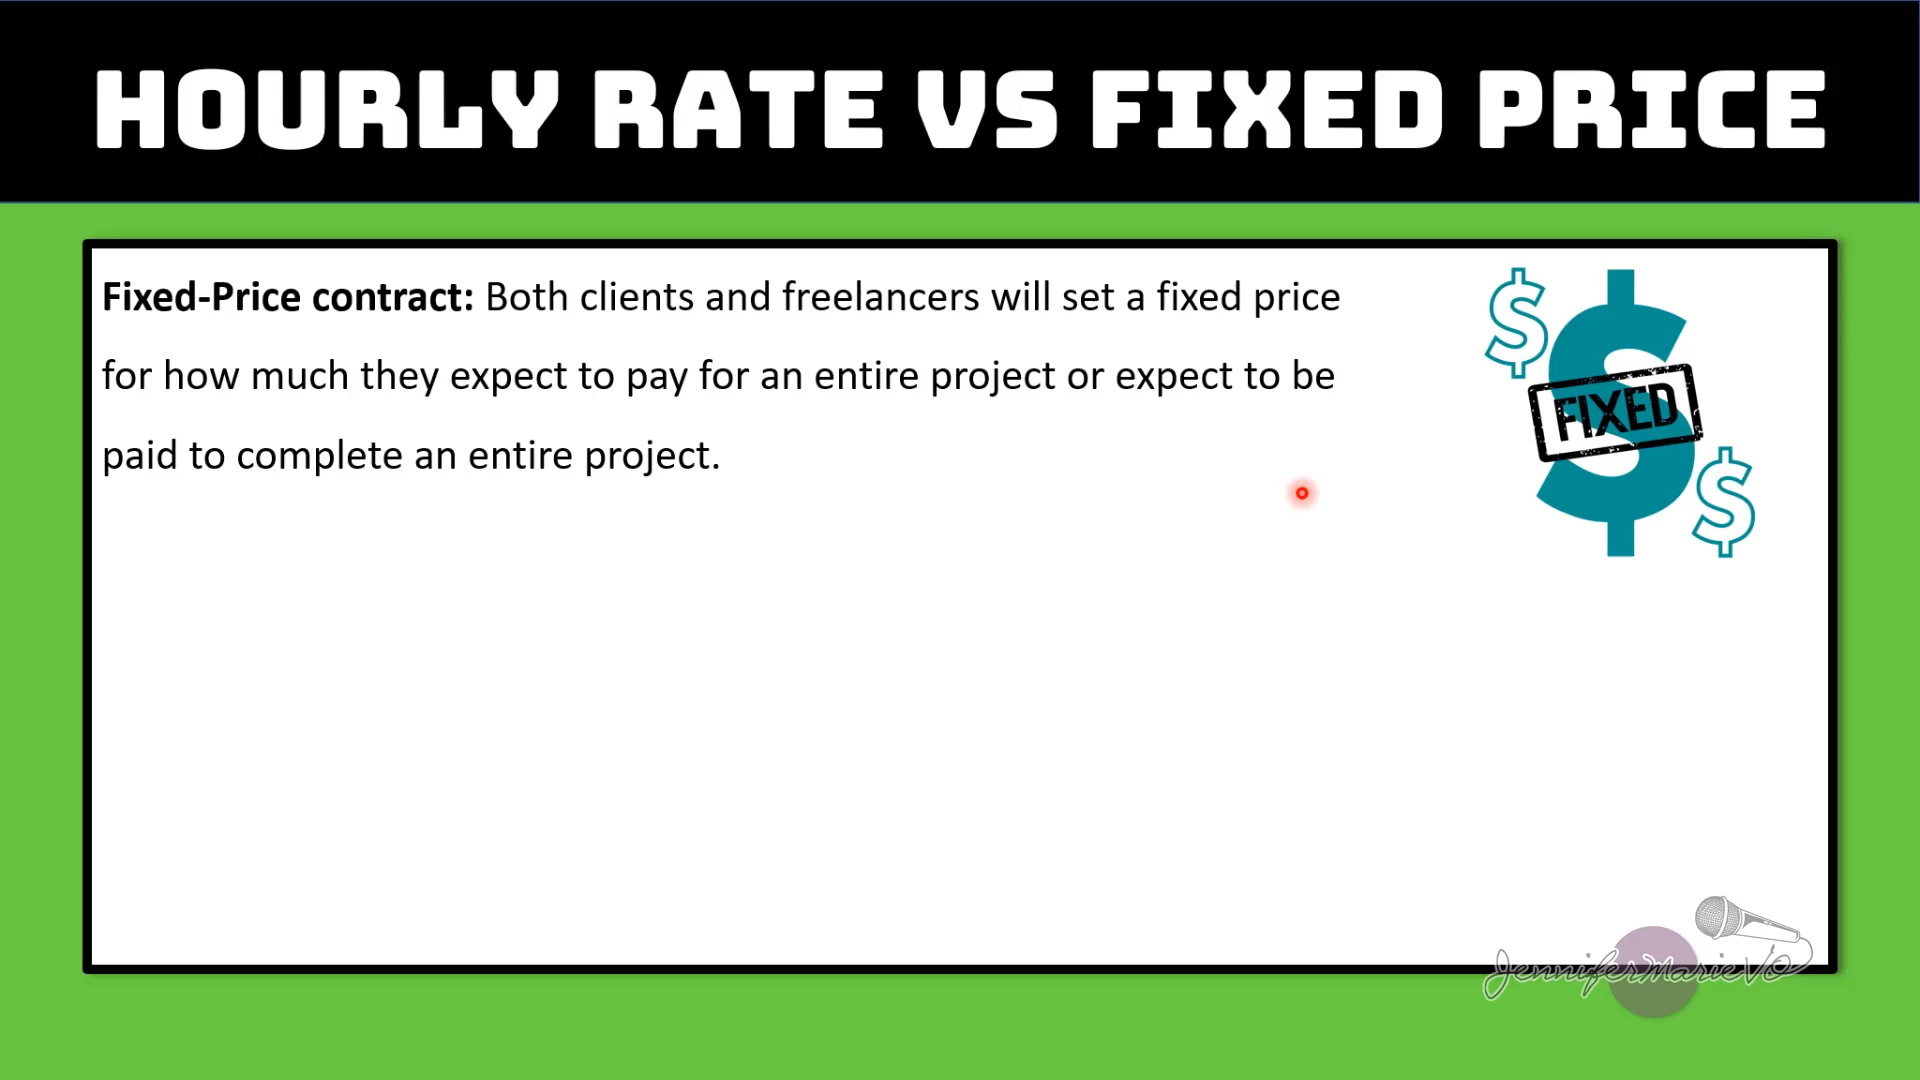 HOURLY RATE VS FIXED PRICE
Fixed-Price contract: Both clients and freelancers will set a fixed price
for how much they expect to pay for an entire project or expect to be
paid to complete an entire project.
$
$
FIXED
$
JenniferMarieVO